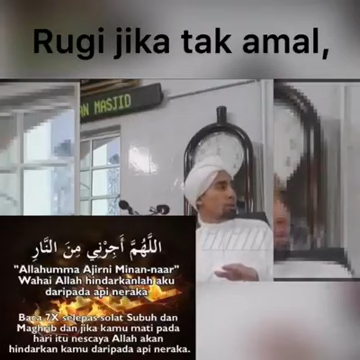 Rugi jika tak amal,
AN MASJID
اللَّهُمَّ أَجِرْنِي مِنَ النَّارِ
"Allahumma Ajirni Minan-naar"
Wahai Allah hindarkanlah aku
daripada api neraka
Baca 7X selepas solat Subuh dan
Maghrib dan jika kamu mati pada
hari itu nescaya Allah akan
hindarkan kamu daripada api neraka.